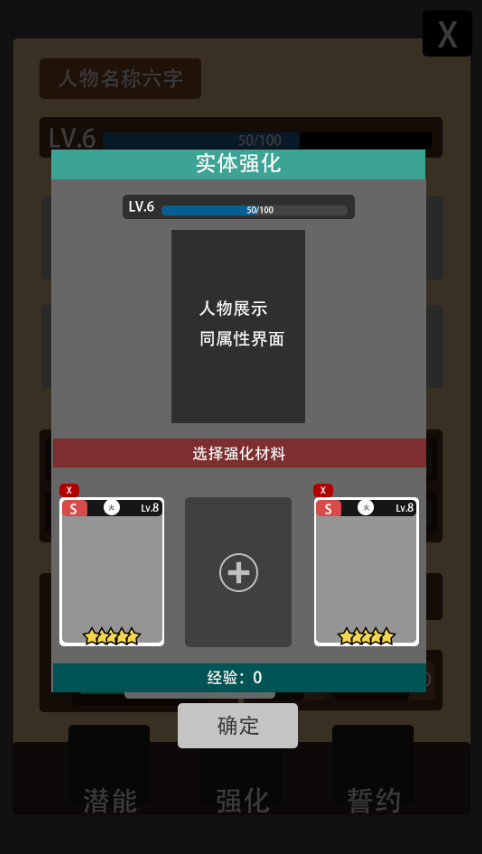 X
人物名称六字
LV.6
50/100
实体强化
LV.6
50/100
人物展示
同属性界面
选择强化材料
X
X
S
火
Lv.8
S
火
Lv.8
经验：0
确定
潜能
强化
誓约